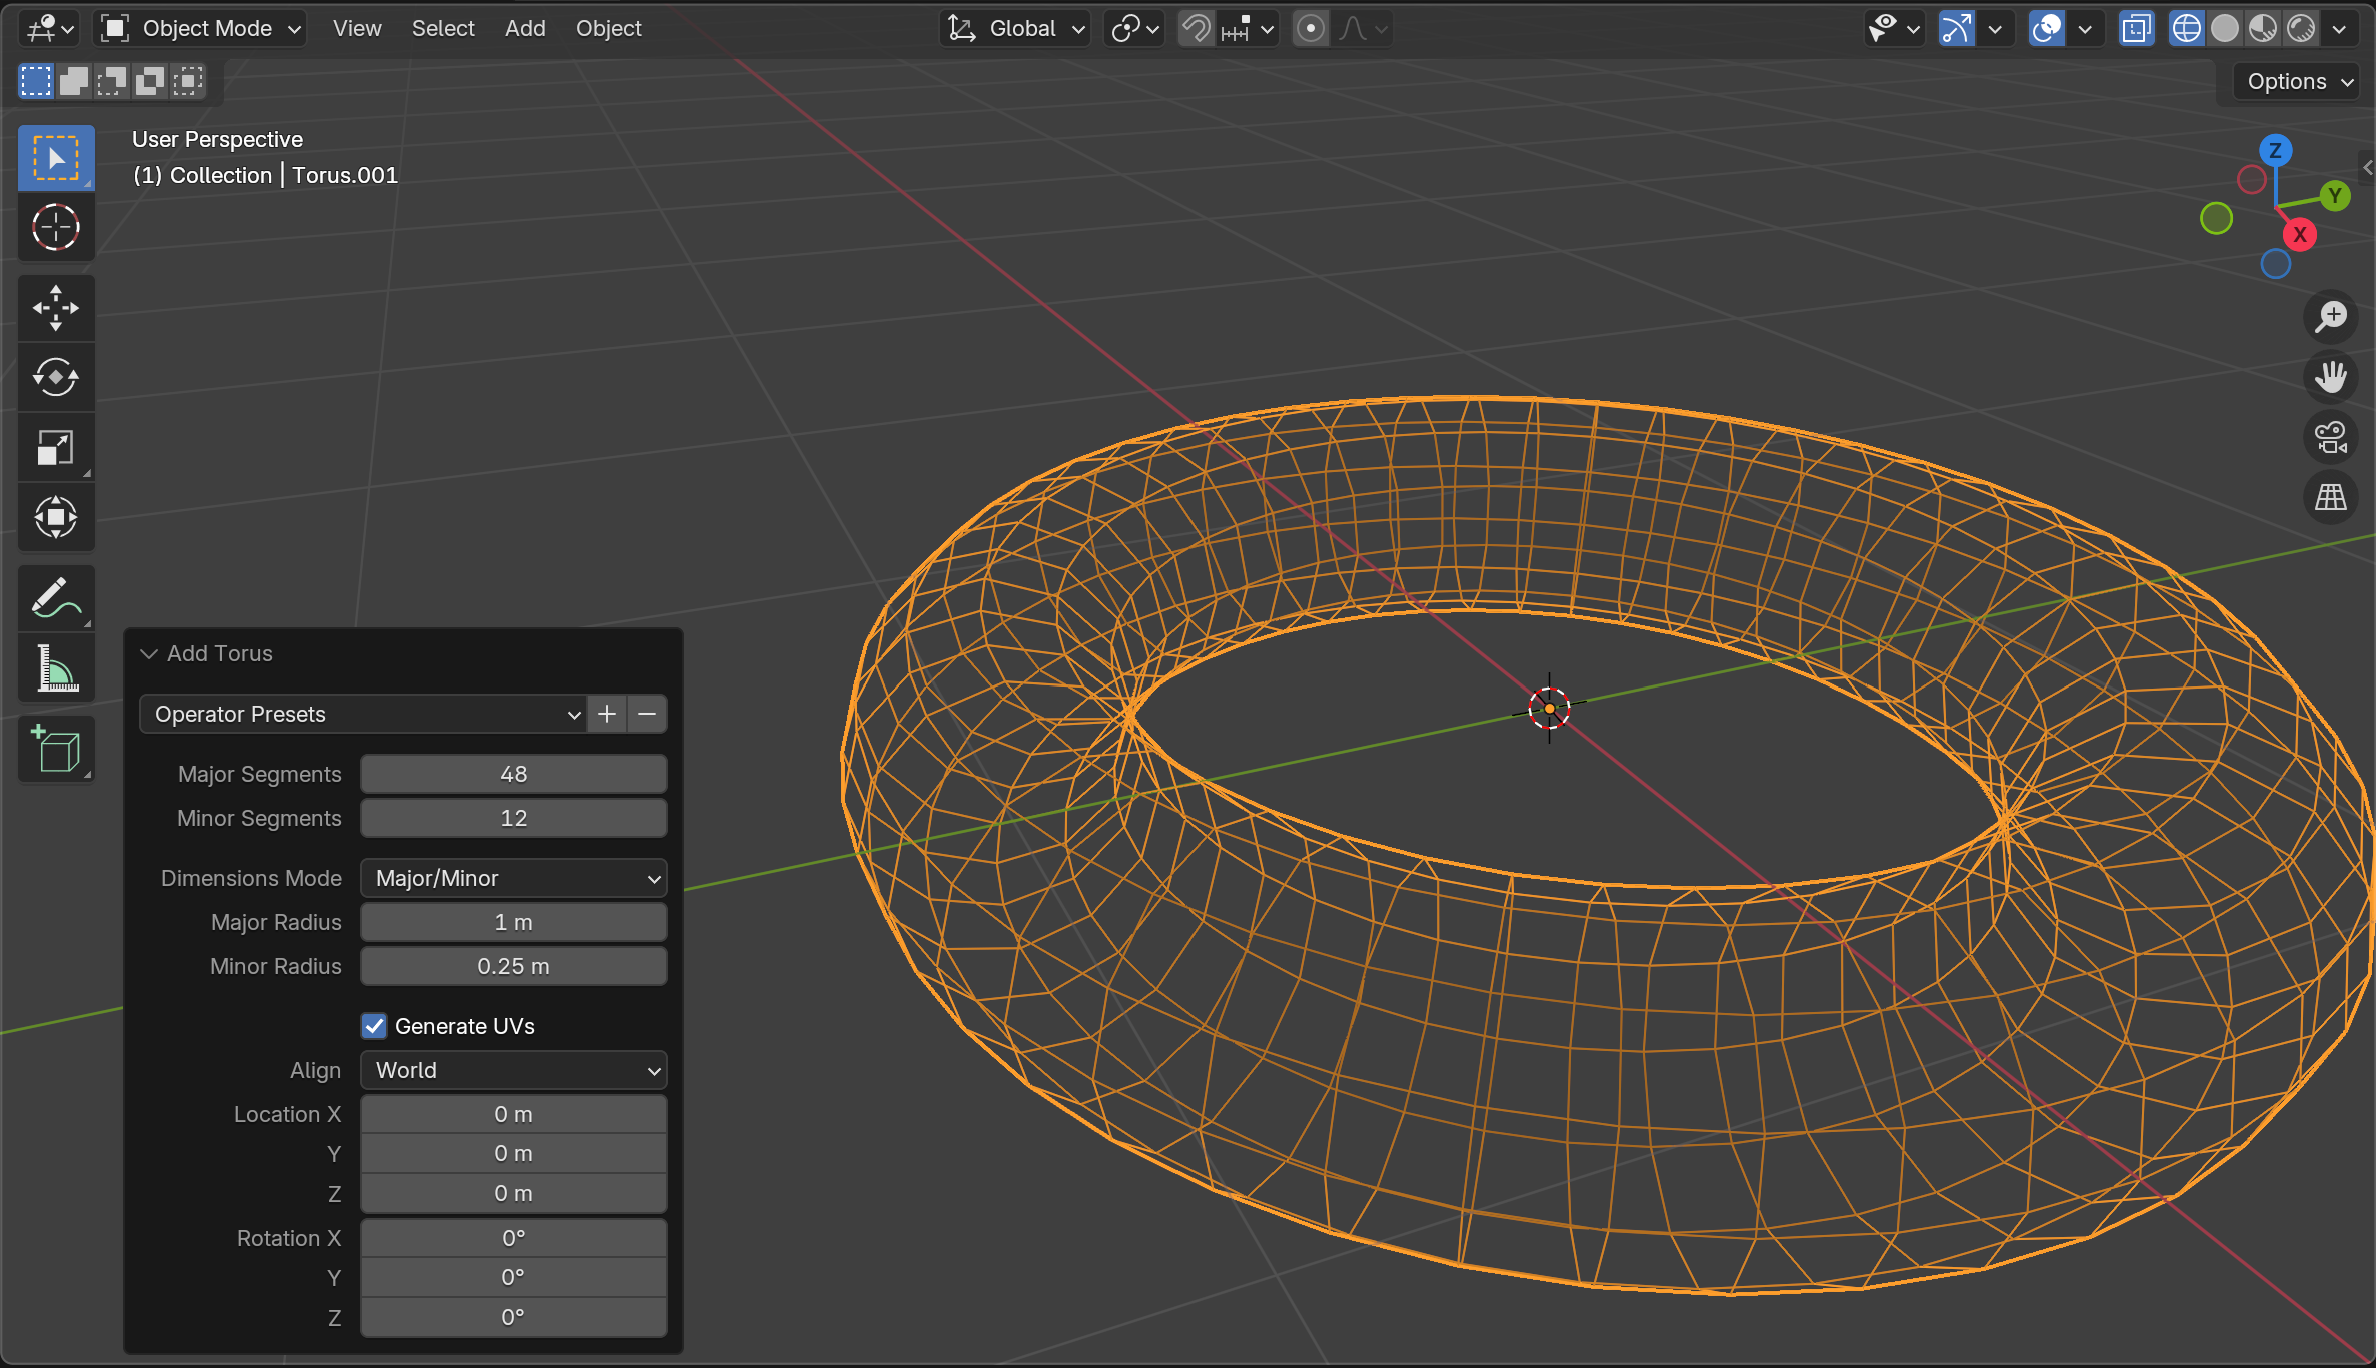 Object Mode View Select Add Object Global
Options
User Perspective
(1) Collection | Torus.001
Z
Y
X
Add Torus
Operator Presets
Major Segments 48
Minor Segments 12
Dimensions Mode Major/Minor
Major Radius 1 m
Minor Radius 0.25 m
Generate UVs
Align World
Location X 0 m
Y 0 m
Z 0 m
Rotation X 0°
Y 0°
Z 0°